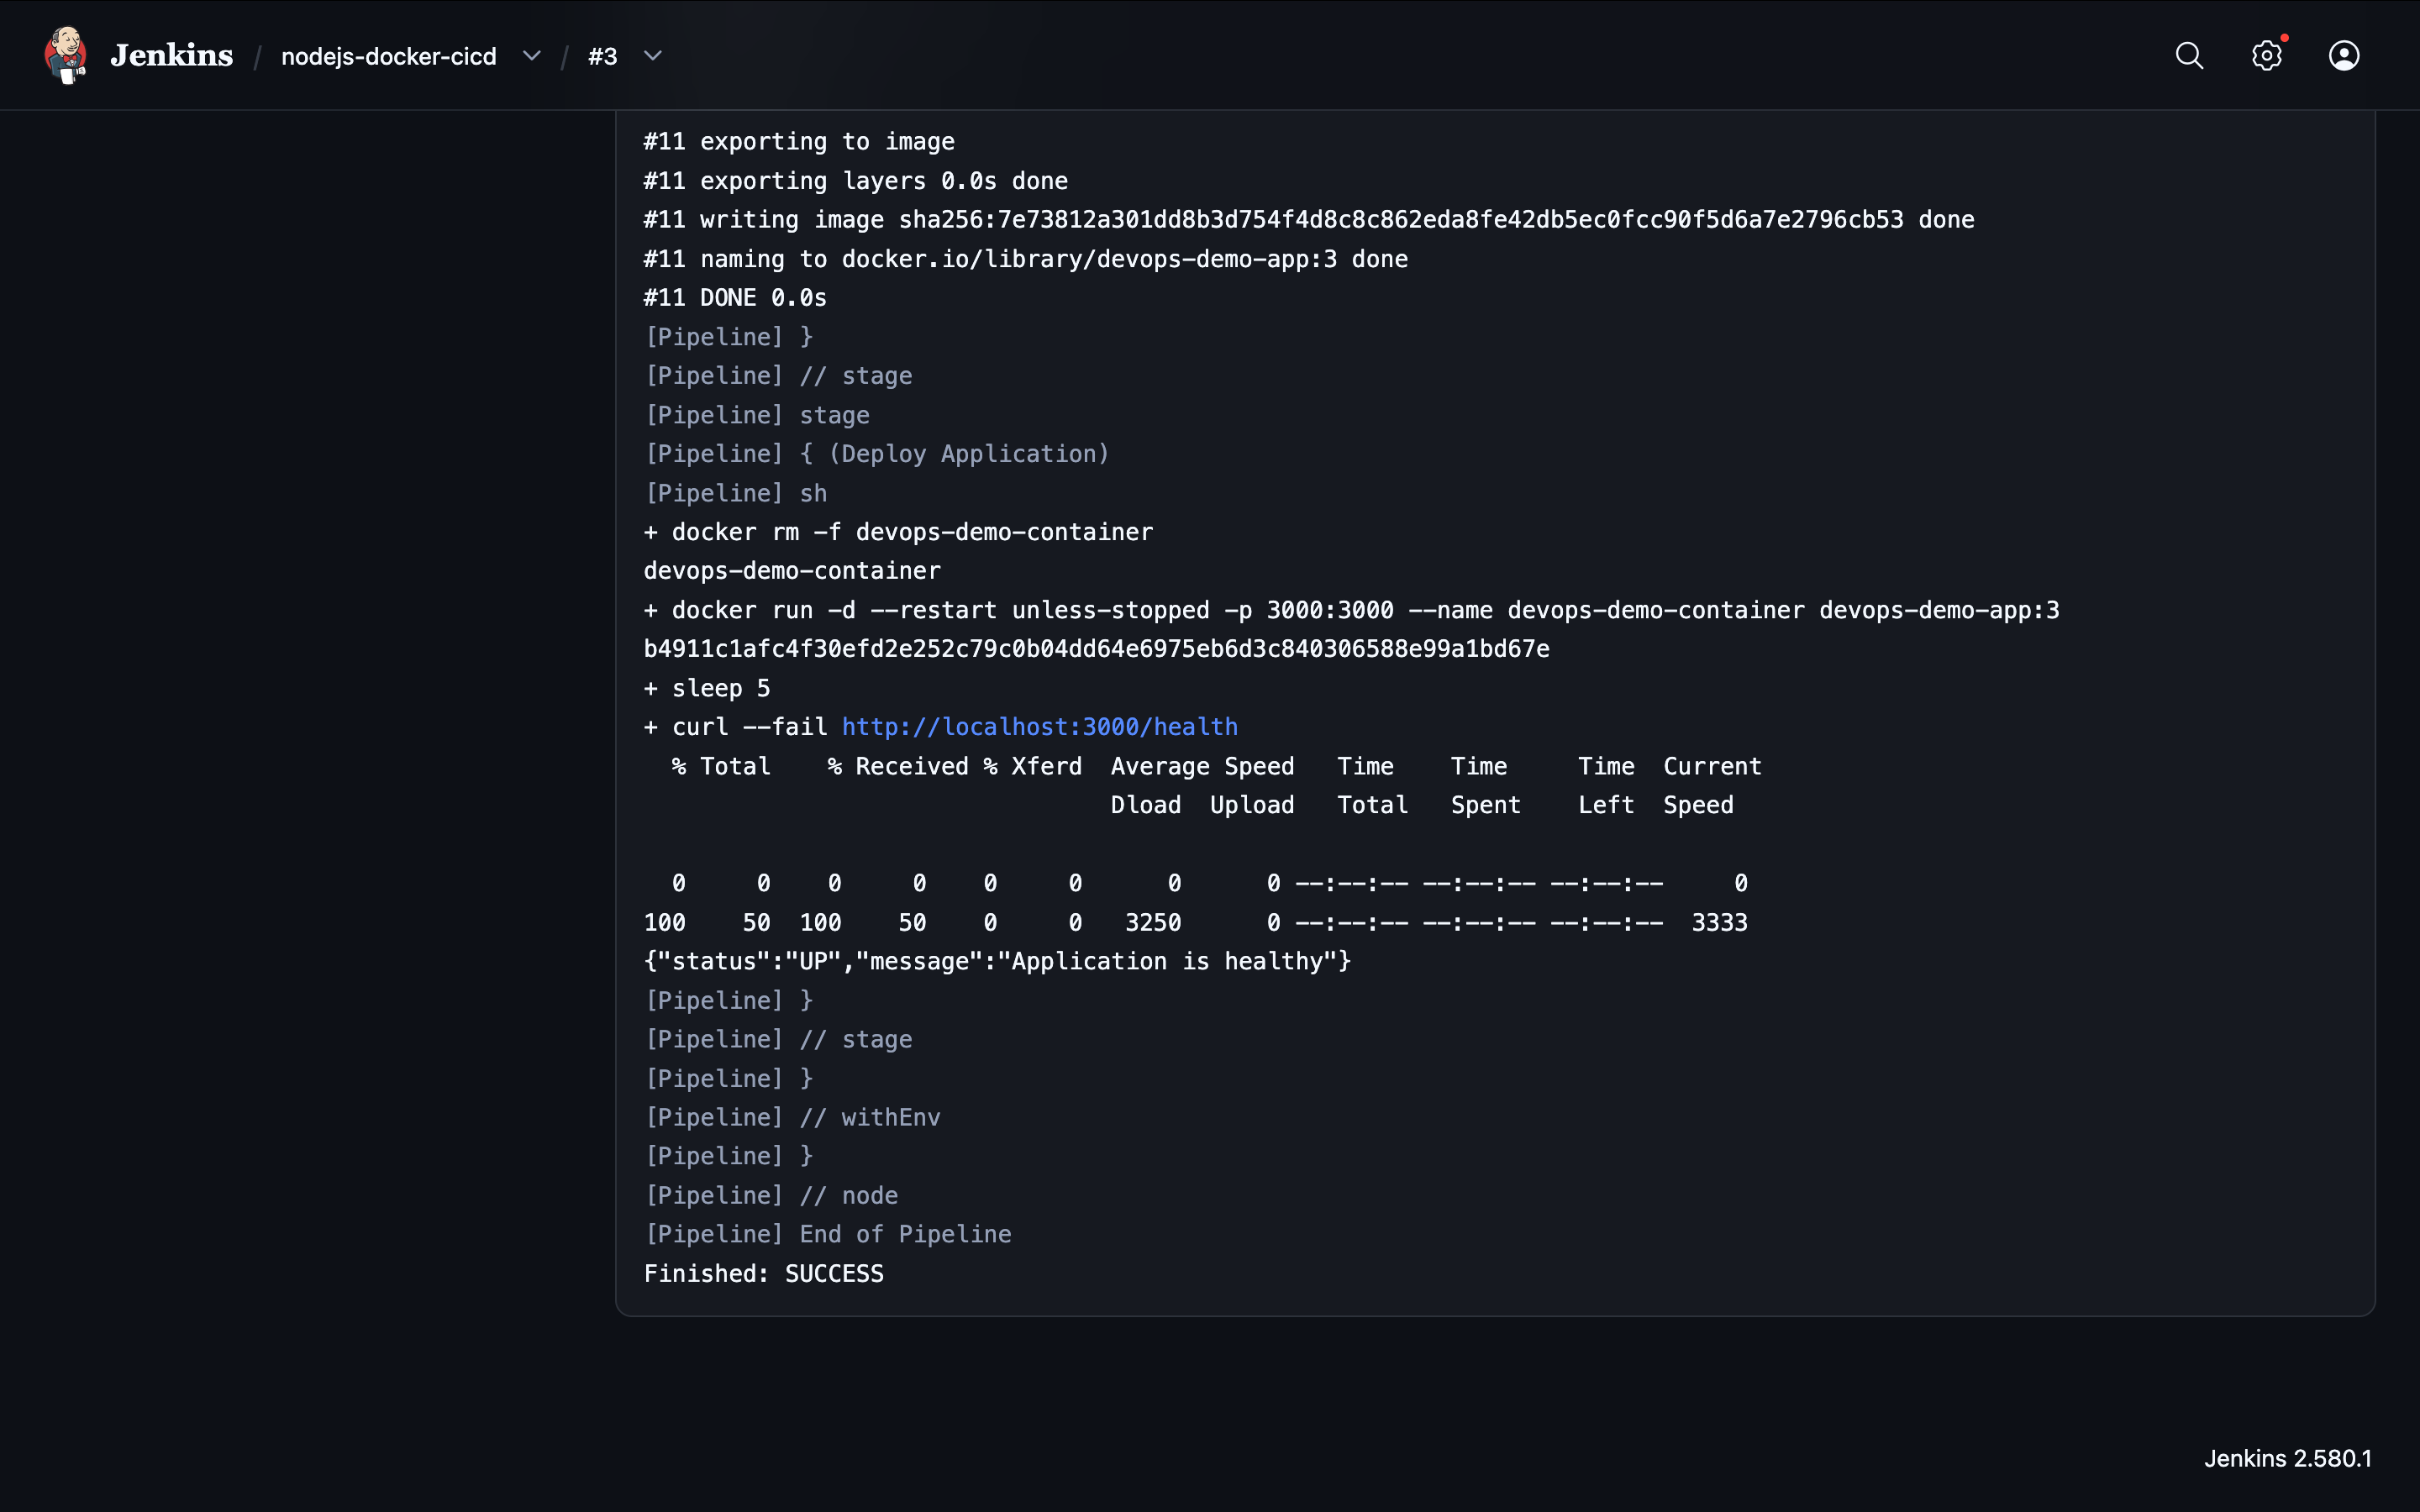 Jenkins / nodejs-docker-cicd / #3
#11 exporting to image
#11 exporting layers 0.0s done
#11 writing image sha256:7e73812a301dd8b3d754f4d8c8c862eda8fe42db5ec0fcc90f5d6a7e2796cb53 done
#11 naming to docker.io/library/devops-demo-app:3 done
#11 DONE 0.0s
[Pipeline] }
[Pipeline] // stage
[Pipeline] stage
[Pipeline] { (Deploy Application)
[Pipeline] sh
+ docker rm -f devops-demo-container
devops-demo-container
+ docker run -d --restart unless-stopped -p 3000:3000 --name devops-demo-container devops-demo-app:3
b4911c1afc4f30efd2e252c79c0b04dd64e6975eb6d3c840306588e99a1bd67e
+ sleep 5
+ curl --fail http://localhost:3000/health
  % Total    % Received % Xferd  Average Speed   Time    Time     Time  Current
                                 Dload  Upload   Total   Spent    Left  Speed
  0     0    0     0    0     0      0      0 --:--:-- --:--:-- --:--:--     0
100    50  100    50    0     0   3250      0 --:--:-- --:--:-- --:--:--  3333
{"status":"UP","message":"Application is healthy"}
[Pipeline] }
[Pipeline] // stage
[Pipeline] }
[Pipeline] // withEnv
[Pipeline] }
[Pipeline] // node
[Pipeline] End of Pipeline
Finished: SUCCESS
Jenkins 2.580.1